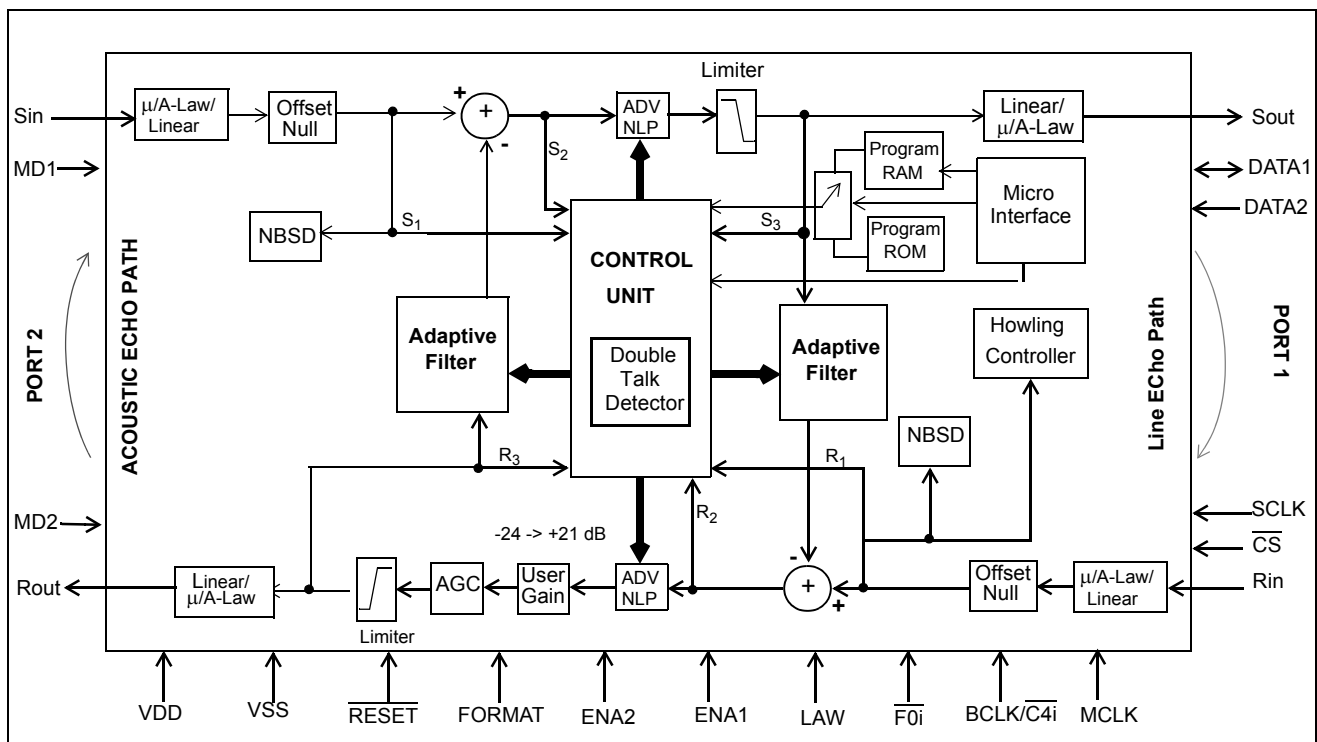 Limiter
Sin
μ/A-Law/
Linear
Offset
Null
+
+
-
S2
ADV
NLP
Linear/
μ/A-Law
Sout
MD1
Program
RAM
Micro
Interface
DATA1
DATA2
NBSD
S1
S3
Program
ROM
CONTROL
UNIT
PORT 2
ACOUSTIC ECHO PATH
Adaptive
Filter
Double
Talk
Detector
Adaptive
Filter
Howling
Controller
Line ECho Path
PORT 1
NBSD
R3
R1
R2
MD2
-24 -> +21 dB
SCLK
CS
Rout
Linear/
μ/A-Law
Limiter
AGC
User
Gain
ADV
NLP
-
+
+
Offset
Null
μ/A-Law/
Linear
Rin
VDD
VSS
RESET
FORMAT
ENA2
ENA1
LAW
F0i
BCLK/C4i
MCLK